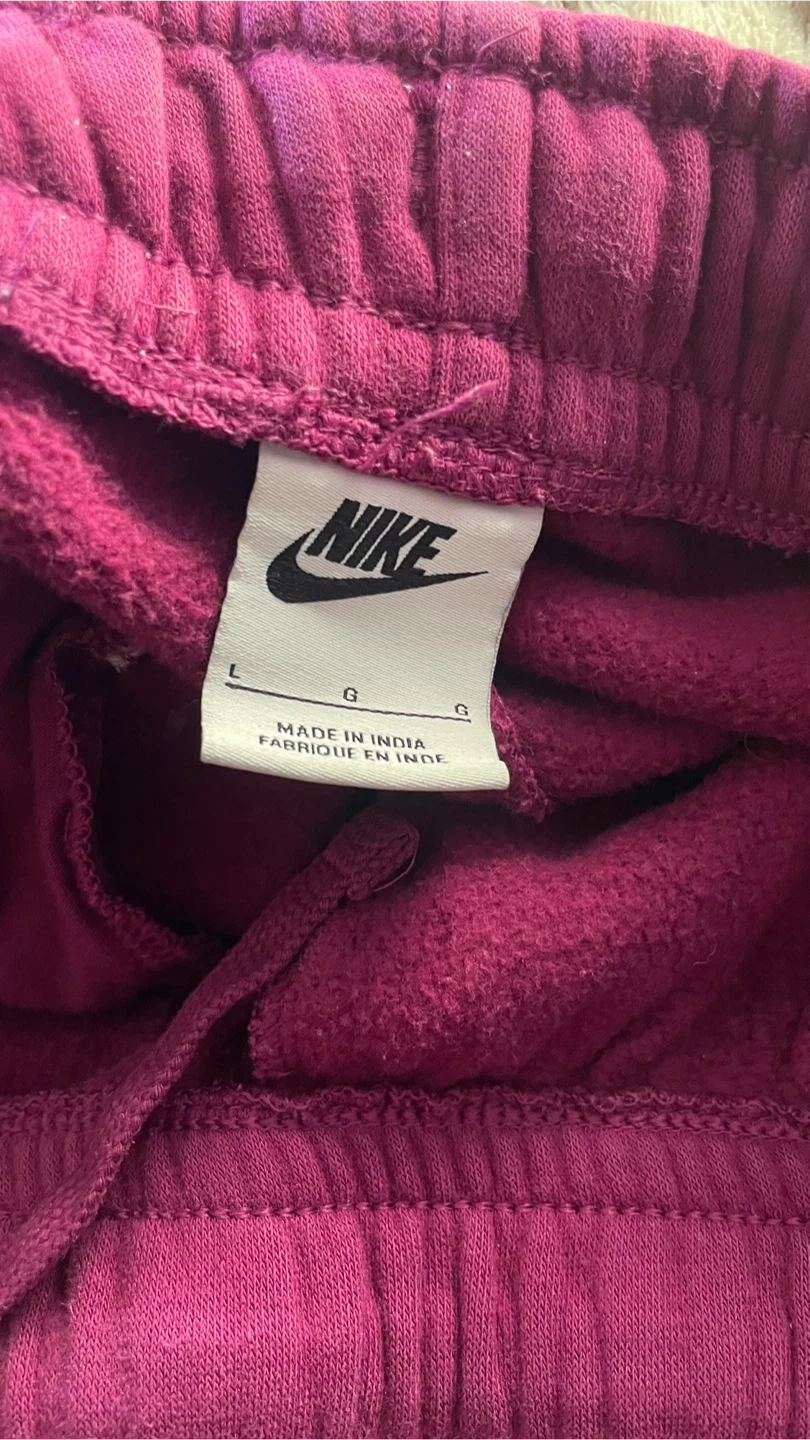 NIKE
L G G
MADE IN INDIA
FABRIQUE EN INDE